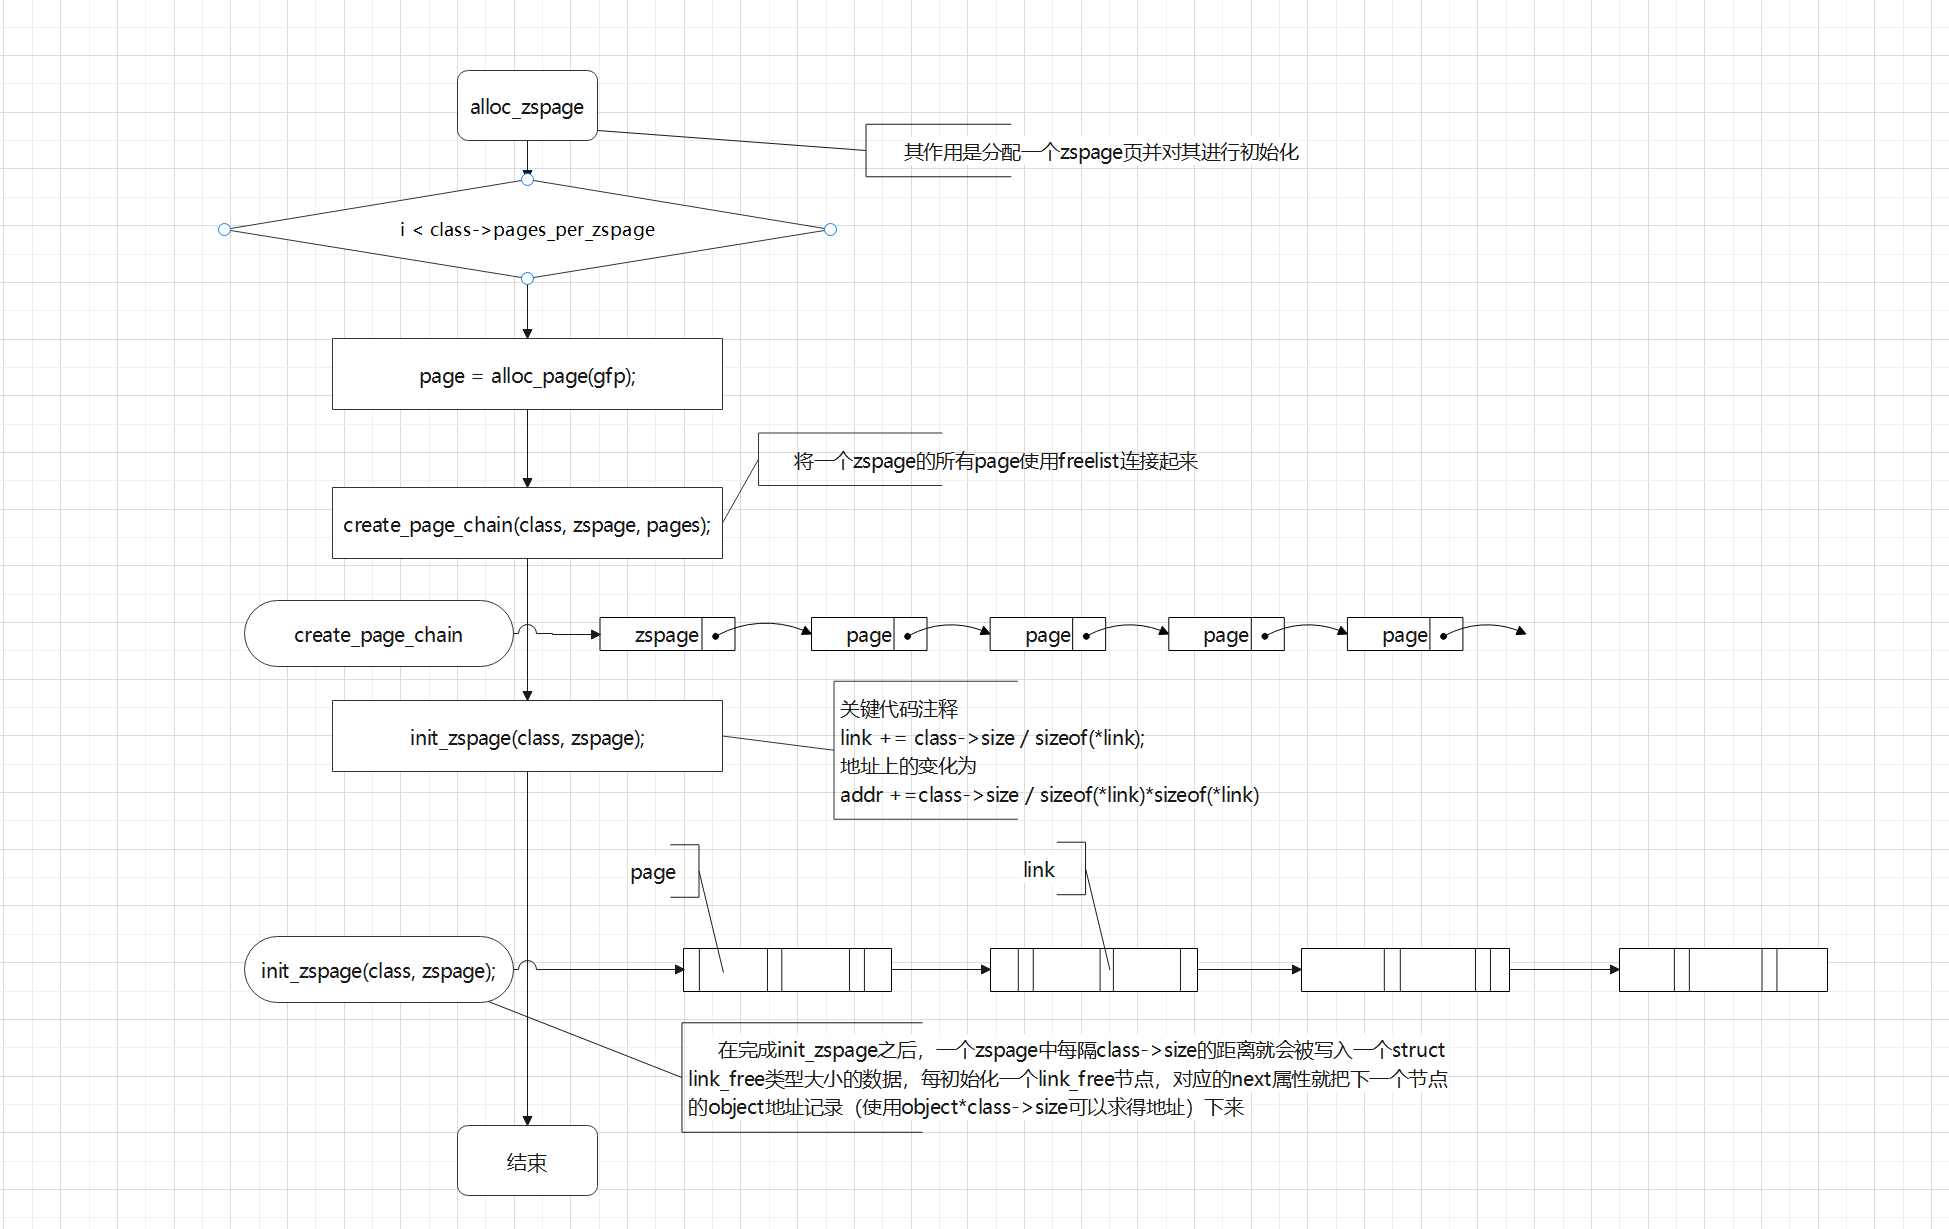 alloc_zspage
其作用是分配一个zspage页并对其进行初始化
i < class->pages_per_zspage
page = alloc_page(gfp);
将一个zspage的所有page使用freelist连接起来
create_page_chain(class, zspage, pages);
create_page_chain
zspage
page
page
page
page
关键代码注释
link += class->size / sizeof(*link);
地址上的变化为
addr +=class->size / sizeof(*link)*sizeof(*link)
init_zspage(class, zspage);
page
link
init_zspage(class, zspage);
在完成init_zspage之后，一个zspage中每隔class->size的距离就会被写入一个struct
link_free类型大小的数据，每初始化一个link_free节点，对应的next属性就把下一个节点
的object地址记录（使用object*class->size可以求得地址）下来
结束